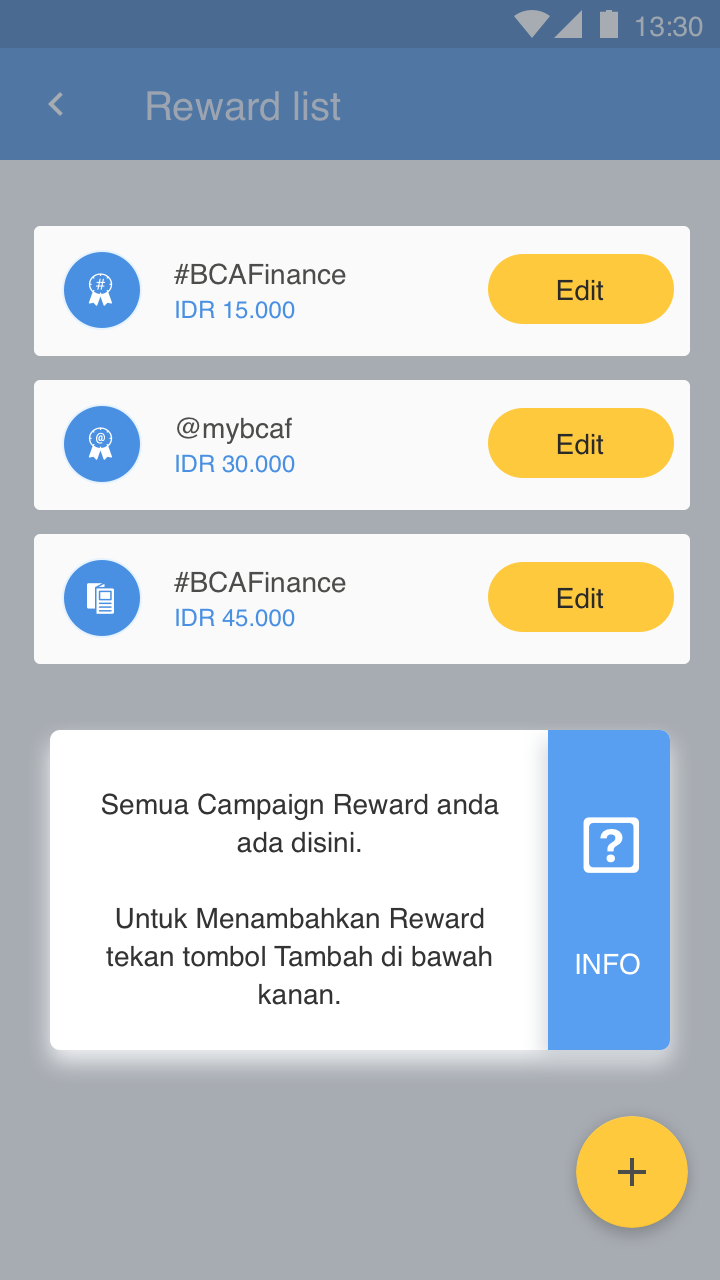 13:30
Reward list
#BCAFinance
IDR 15.000
Edit
@mybcaf
IDR 30.000
Edit
#BCAFinance
IDR 45.000
Edit
Semua Campaign Reward anda
ada disini.
Untuk Menambahkan Reward
tekan tombol Tambah di bawah
kanan.
INFO